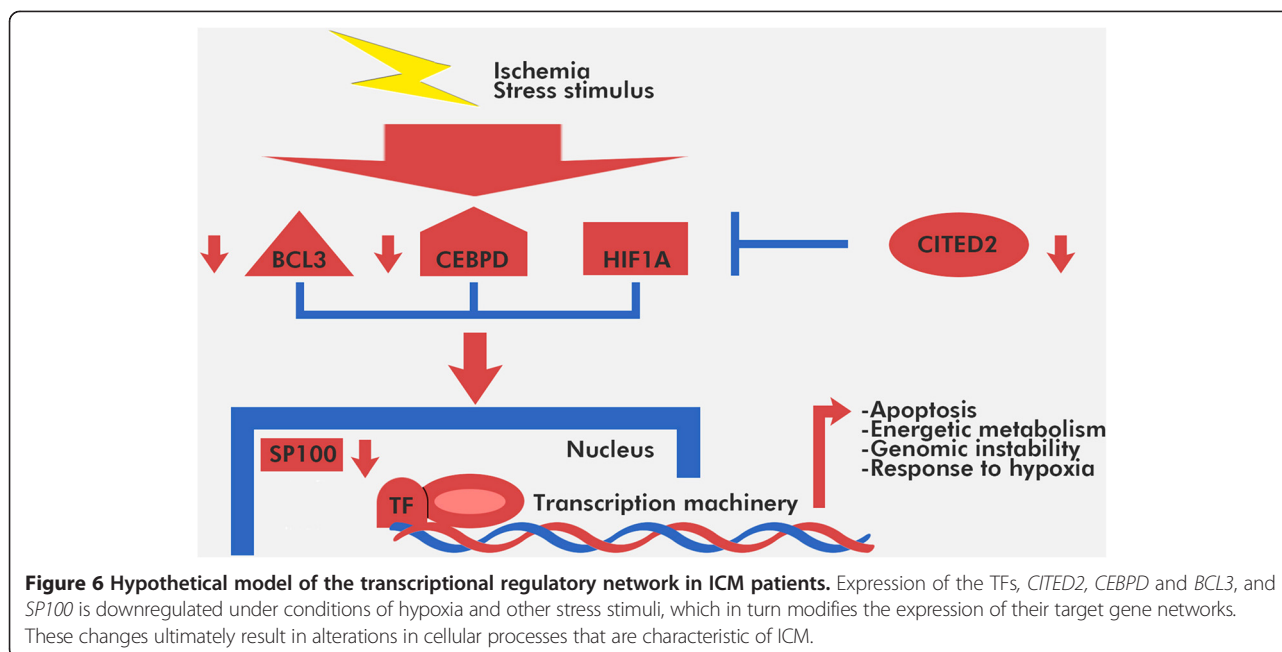 Ischemia
Stress stimulus
BCL3
CEBPD
HIF1A
CITED2
SP100
Nucleus
TF
Transcription machinery
-Apoptosis
-Energetic metabolism
-Genomic instability
-Response to hypoxia
Figure 6 Hypothetical model of the transcriptional regulatory network in ICM patients. Expression of the TFs, CITED2, CEBPD and BCL3, and
SP100 is downregulated under conditions of hypoxia and other stress stimuli, which in turn modifies the expression of their target gene networks.
These changes ultimately result in alterations in cellular processes that are characteristic of ICM.